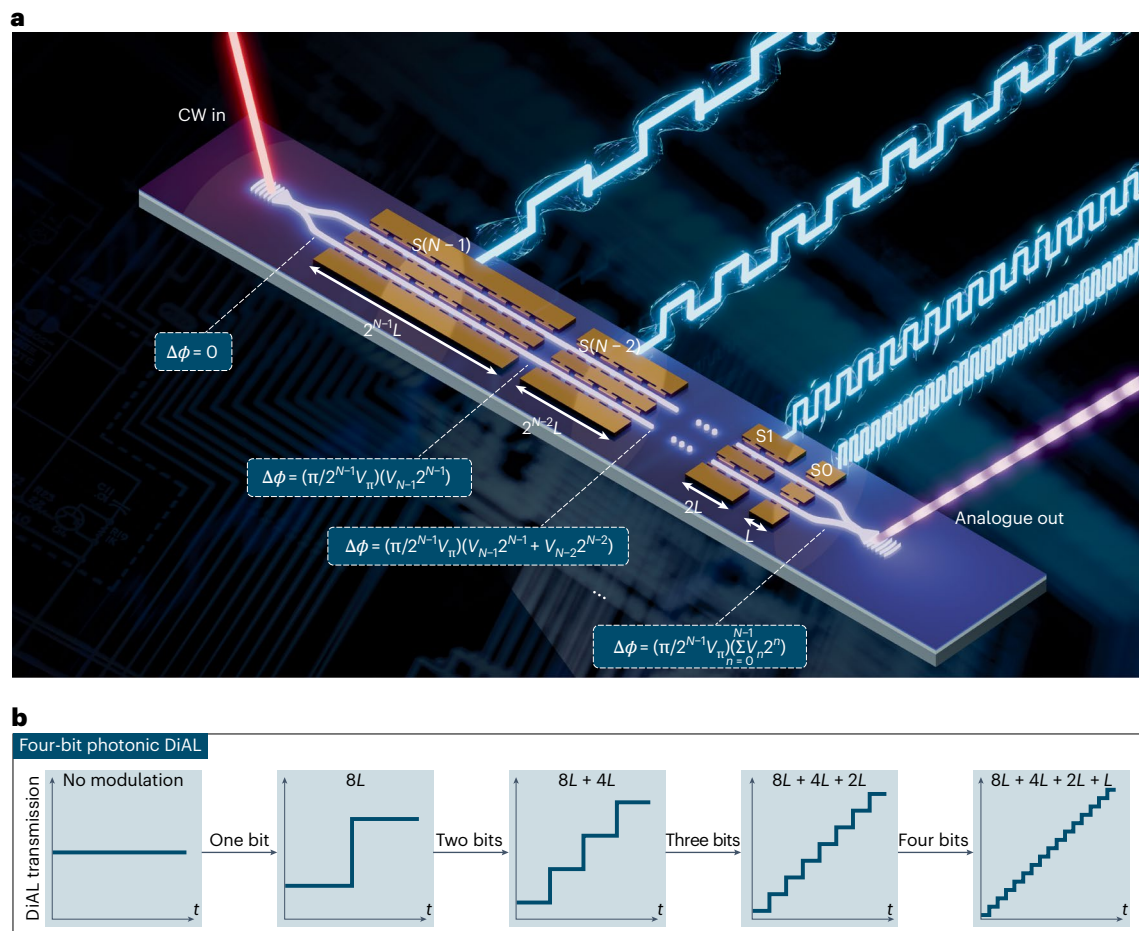 a
CW in
S(N – 1)
2^{N–1}L
S(N – 2)
Δϕ = 0
2^{N–2}L
S1
S0
Δϕ = (π/2^{N–1}V_π)(V_{N–1}2^{N–1})
2L
L
Analogue out
Δϕ = (π/2^{N–1}V_π)(V_{N–1}2^{N–1} + V_{N–2}2^{N–2})
...
Δϕ = (π/2^{N–1}V_π)(Σ_{n = 0}^{N–1}V_n2^n)
b
Four-bit photonic DiAL
DiAL transmission
No modulation
t
One bit
8L
t
Two bits
8L + 4L
t
Three bits
8L + 4L + 2L
t
Four bits
8L + 4L + 2L + L
t